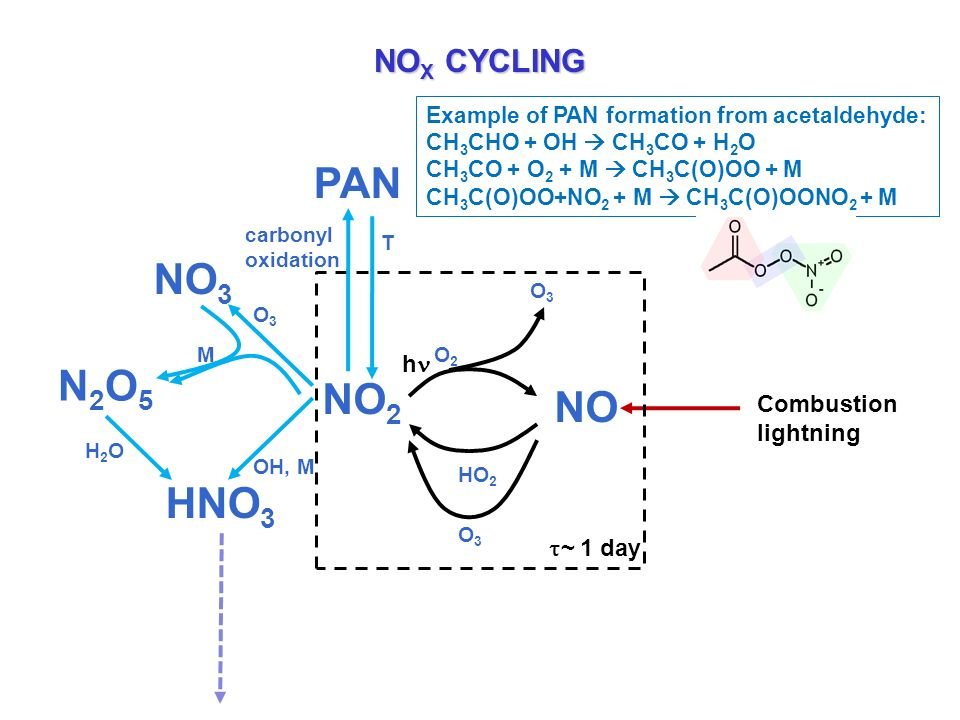 NOX CYCLING
Example of PAN formation from acetaldehyde:
CH3CHO + OH → CH3CO + H2O
CH3CO + O2 + M → CH3C(O)OO + M
CH3C(O)OO+NO2 + M → CH3C(O)OONO2 + M
PAN
carbonyl
oxidation
T
O
O
O
N+
O
O-
NO3
O3
O3
M
hν
O2
N2O5
NO2
NO
Combustion
lightning
H2O
OH, M
HO2
HNO3
O3
τ~ 1 day